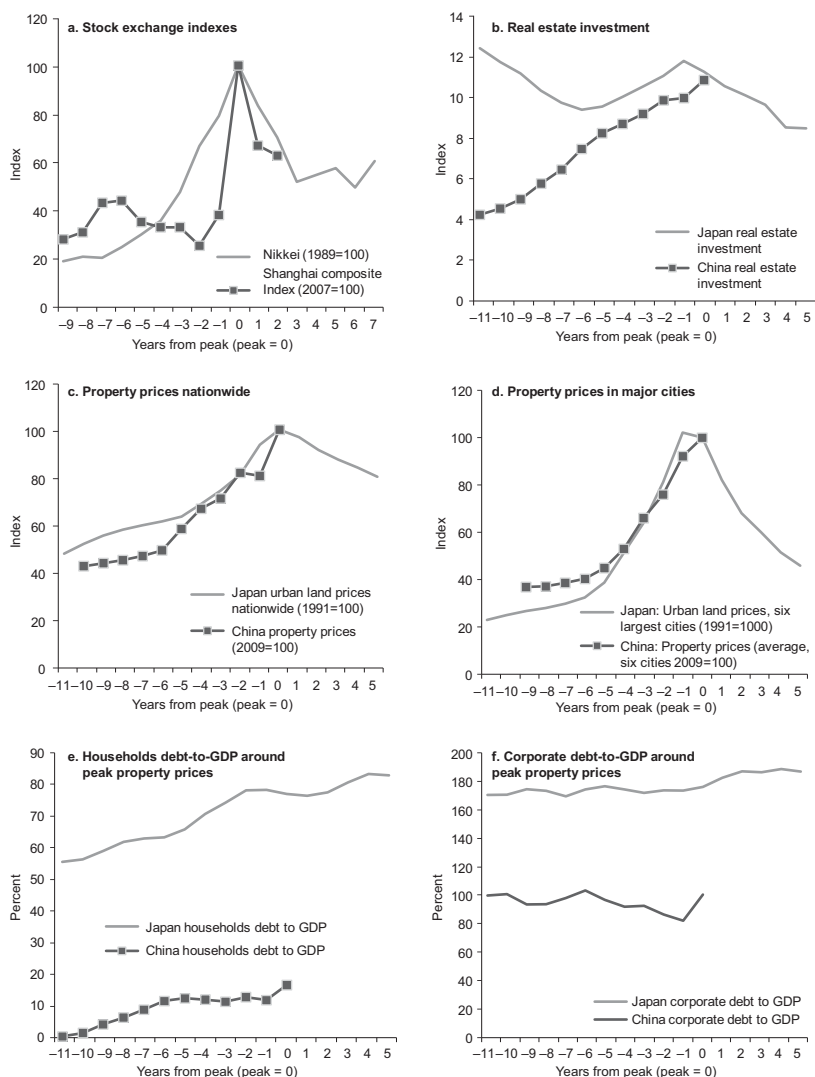 a. Stock exchange indexes
120
100
80
60
40
20
0
Index
Nikkei (1989=100)
Shanghai composite
Index (2007=100)
–9 –8 –7 –6 –5 –4 –3 –2 –1 0 1 2 3 4 5 6 7
Years from peak (peak = 0)
b. Real estate investment
14
12
10
8
6
4
2
0
Index
Japan real estate
investment
China real estate
investment
–11 –10 –9 –8 –7 –6 –5 –4 –3 –2 –1 0 1 2 3 4 5
Years from peak (peak = 0)
c. Property prices nationwide
120
100
80
60
40
20
0
Index
Japan urban land prices
nationwide (1991=100)
China property prices
(2009=100)
–11 –10 –9 –8 –7 –6 –5 –4 –3 –2 –1 0 1 2 3 4 5
Years from peak (peak = 0)
d. Property prices in major cities
120
100
80
60
40
20
0
Index
Japan: Urban land prices, six
largest cities (1991=1000)
China: Property prices (average,
six cities 2009=100)
–11 –10 –9 –8 –7 –6 –5 –4 –3 –2 –1 0 1 2 3 4 5
Years from peak (peak = 0)
e. Households debt-to-GDP around
peak property prices
90
80
70
60
50
40
30
20
10
0
Percent
Japan households debt to GDP
China households debt to GDP
–11 –10 –9 –8 –7 –6 –5 –4 –3 –2 –1 0 1 2 3 4 5
Years from peak (peak = 0)
f. Corporate debt-to-GDP around
peak property prices
200
180
160
140
120
100
80
60
40
20
0
Percent
Japan corporate debt to GDP
China corporate debt to GDP
–11 –10 –9 –8 –7 –6 –5 –4 –3 –2 –1 0 1 2 3 4 5
Years from peak (peak = 0)